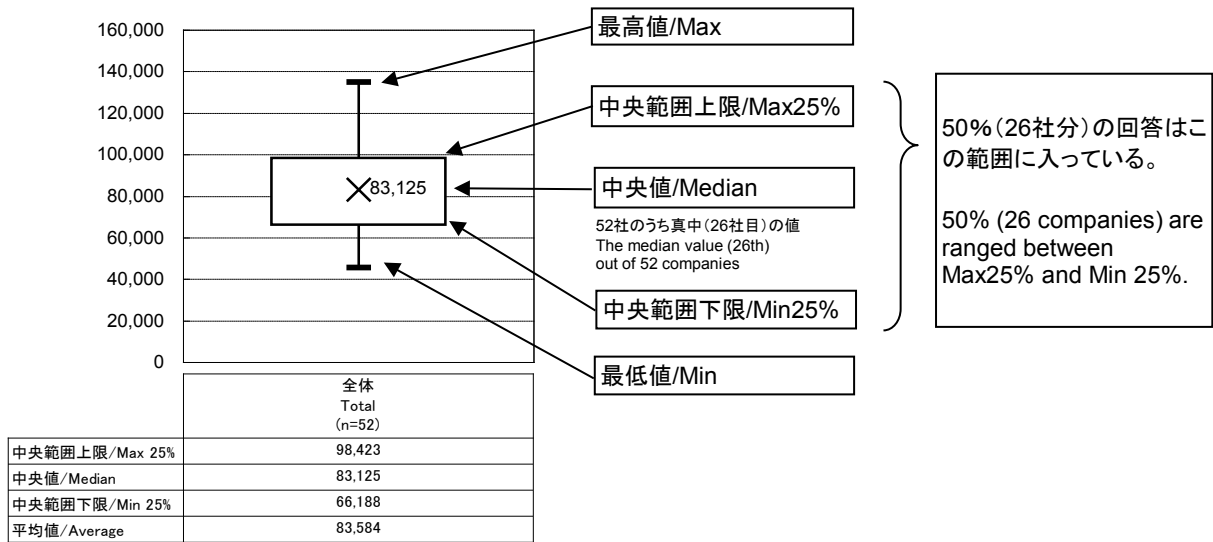 160,000
140,000
120,000
100,000
80,000
60,000
40,000
20,000
0
83,125
最高値/Max
中央範囲上限/Max25%
中央値/Median
52社のうち真中(26社目)の値
The median value (26th)
out of 52 companies
中央範囲下限/Min25%
最低値/Min
50%(26社分)の回答はこ
の範囲に入っている。
50% (26 companies) are
ranged between
Max25% and Min 25%.
全体
Total
(n=52)
中央範囲上限/Max 25% 98,423
中央値/Median 83,125
中央範囲下限/Min 25% 66,188
平均値/Average 83,584